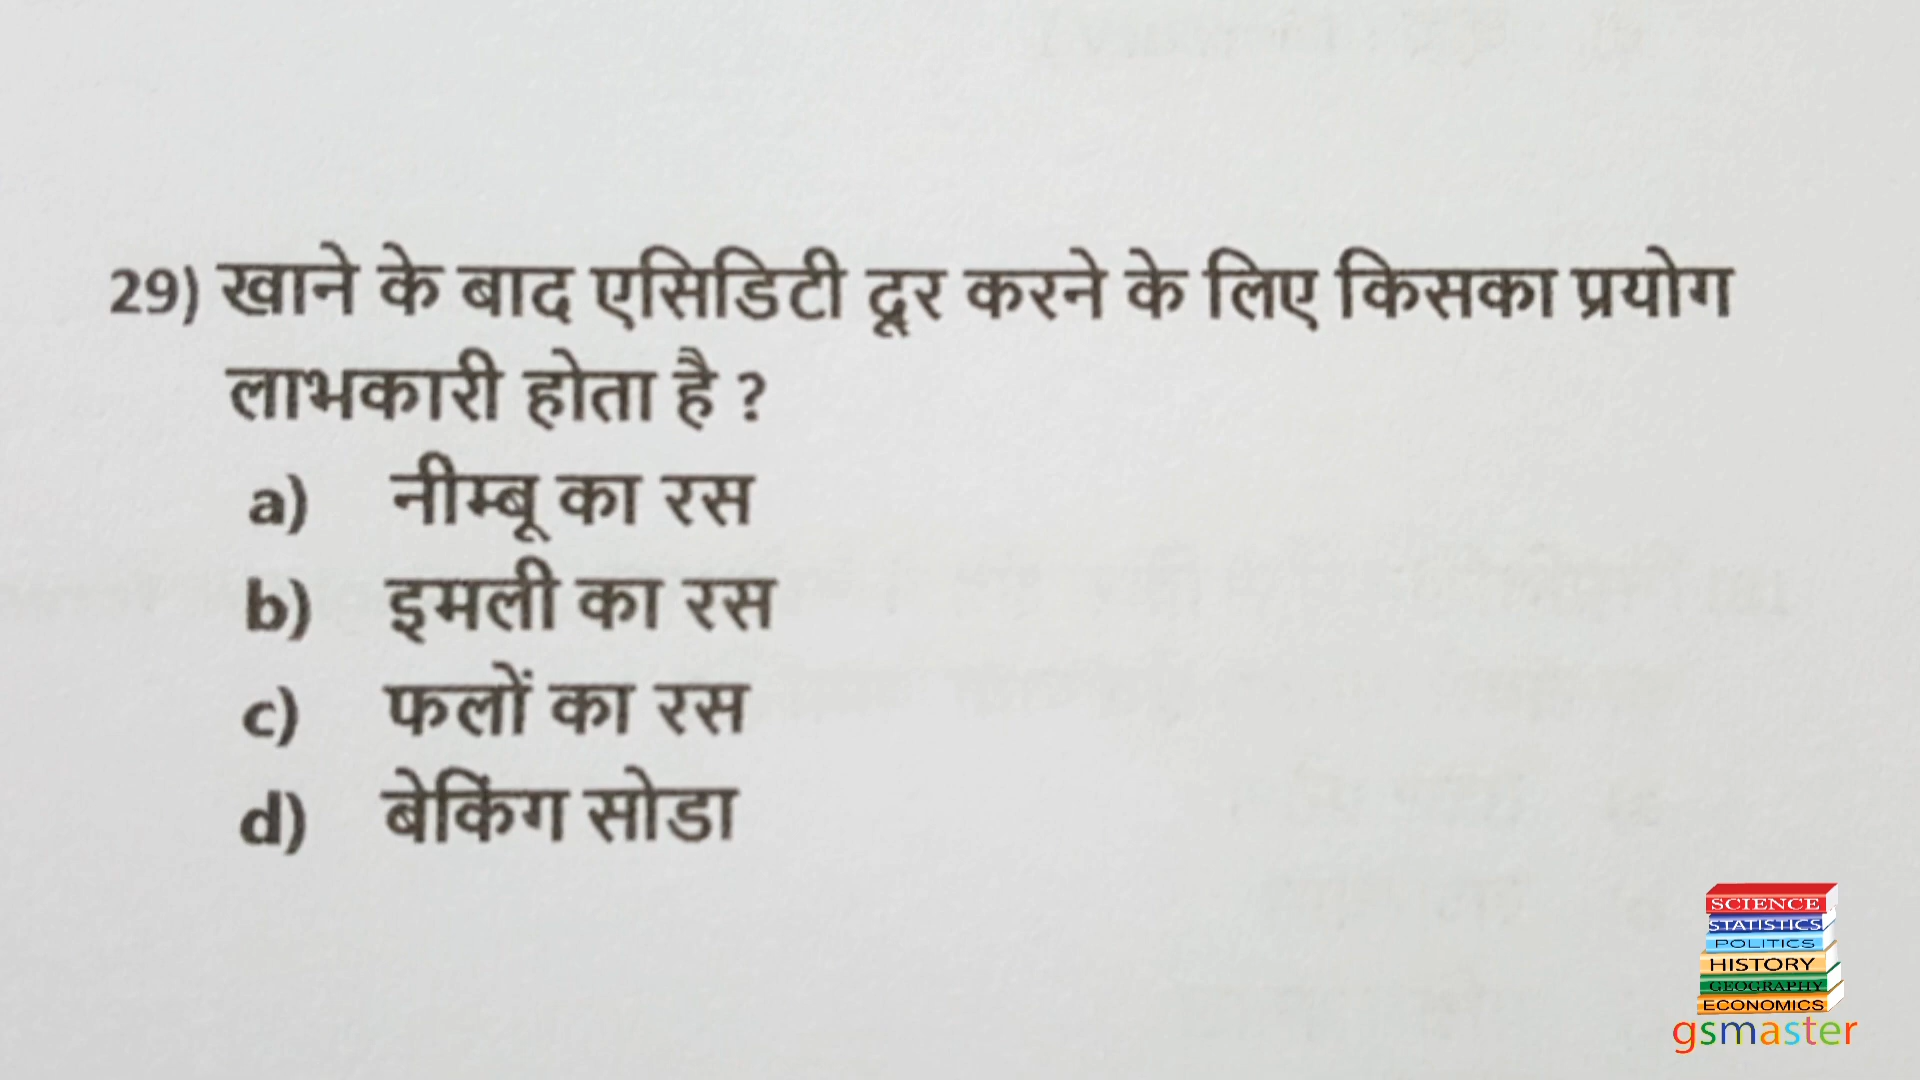 29) खाने के बाद एसिडिटी दूर करने के लिए किसका प्रयोग
लाभकारी होता है ?
a) नीम्बू का रस
b) इमली का रस
c) फलों का रस
d) बेकिंग सोडा
SCIENCE
STATISTICS
POLITICS
HISTORY
GEOGRAPHY
ECONOMICS
gsmaster